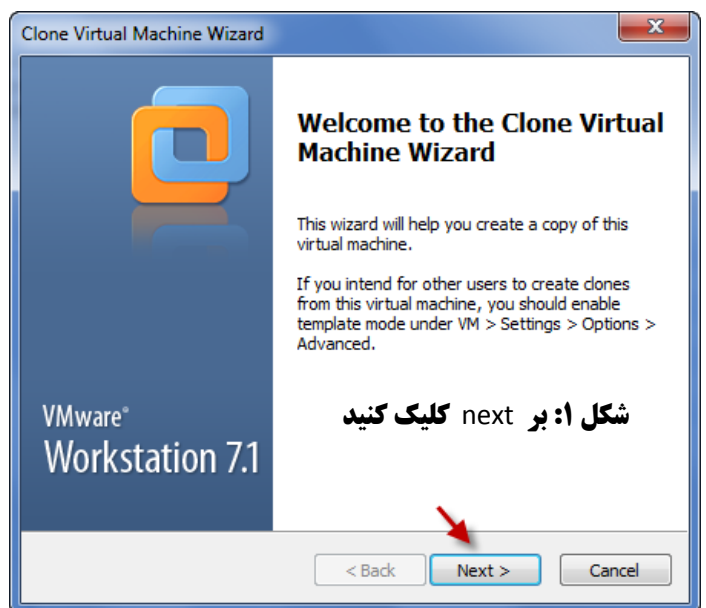 Clone Virtual Machine Wizard
Welcome to the Clone Virtual
Machine Wizard
This wizard will help you create a copy of this
virtual machine.
If you intend for other users to create clones
from this virtual machine, you should enable
template mode under VM > Settings > Options >
Advanced.
شکل ۱: بر next کلیک کنید
VMware®
Workstation 7.1
< Back Next > Cancel